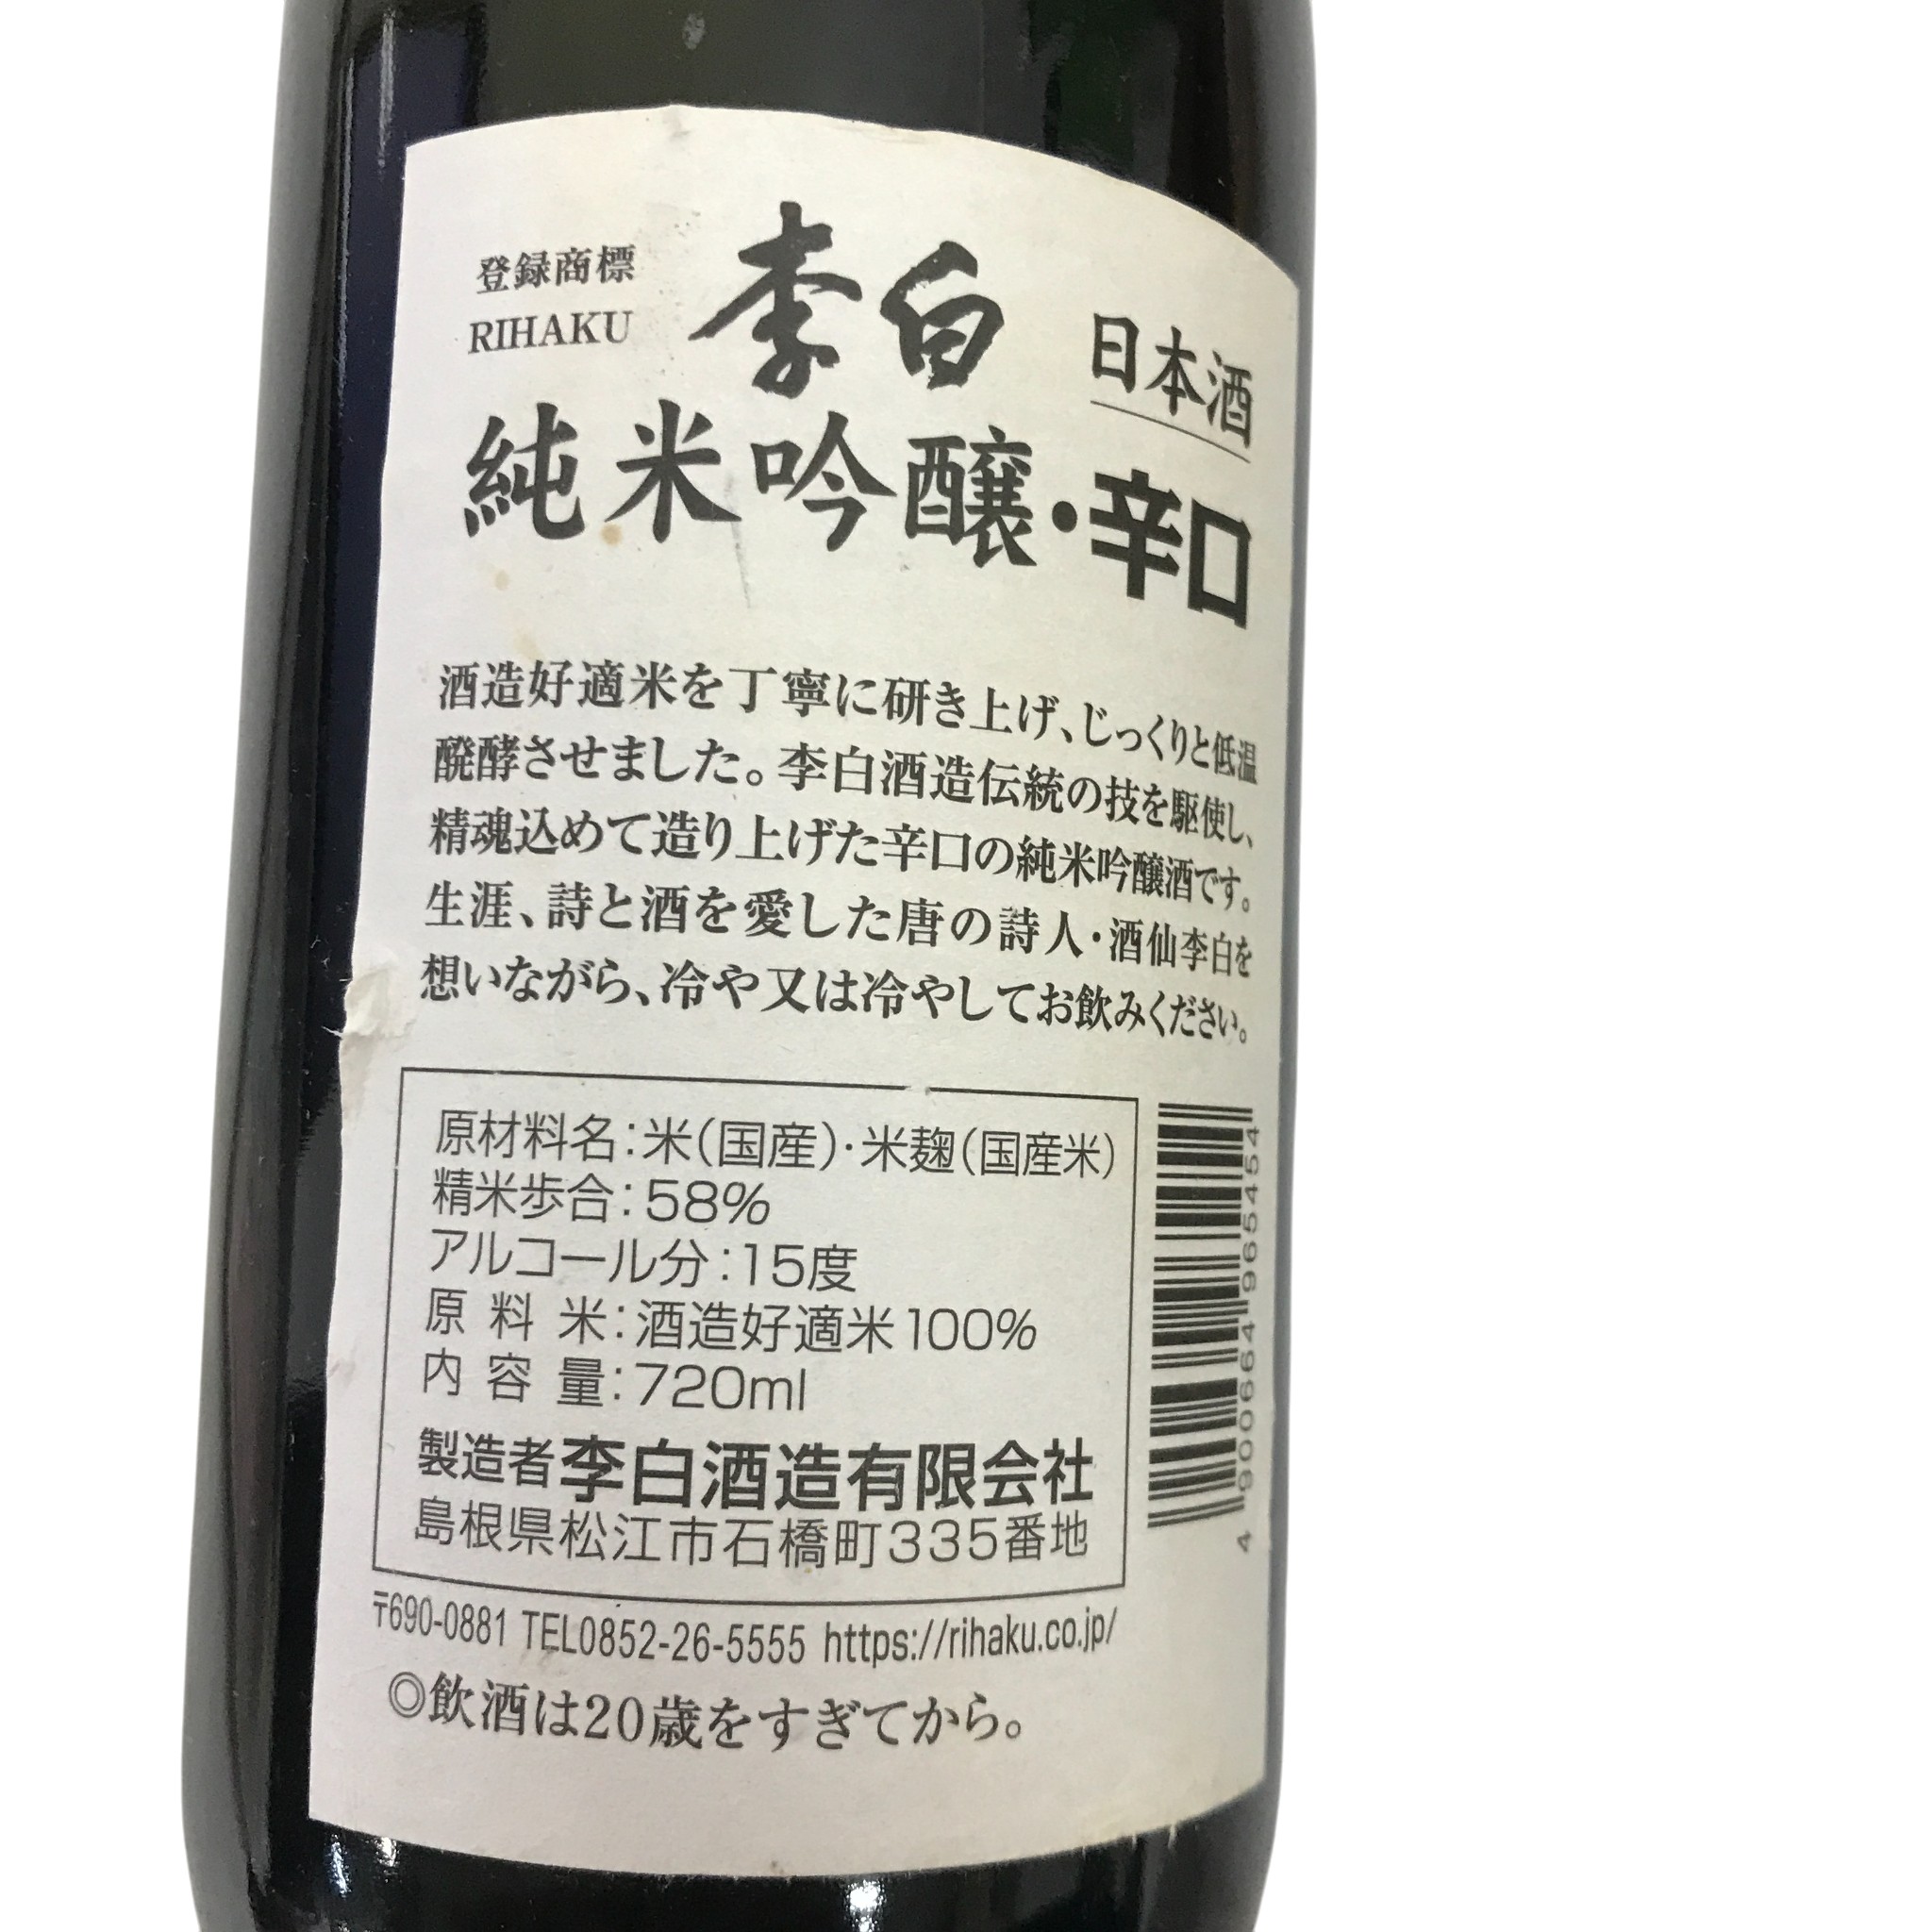 登録商標
RIHAKU
李白
日本酒
純米吟醸・辛口
酒造好適米を丁寧に研き上げ、じっくりと低温
醗酵させました。李白酒造伝統の技を駆使し、
精魂込めて造り上げた辛口の純米吟醸酒です。
生涯、詩と酒を愛した唐の詩人・酒仙李白を
想いながら、冷や又は冷やしてお飲みください。
原材料名：米(国産)・米麹(国産米)
精米歩合：58%
アルコール分：15度
原料米：酒造好適米100%
内容量：720ml
製造者 李白酒造有限会社
島根県松江市石橋町335番地
〒690-0881 TEL0852-26-5555 https://rihaku.co.jp/
◎飲酒は20歳をすぎてから。
4 900664 965454